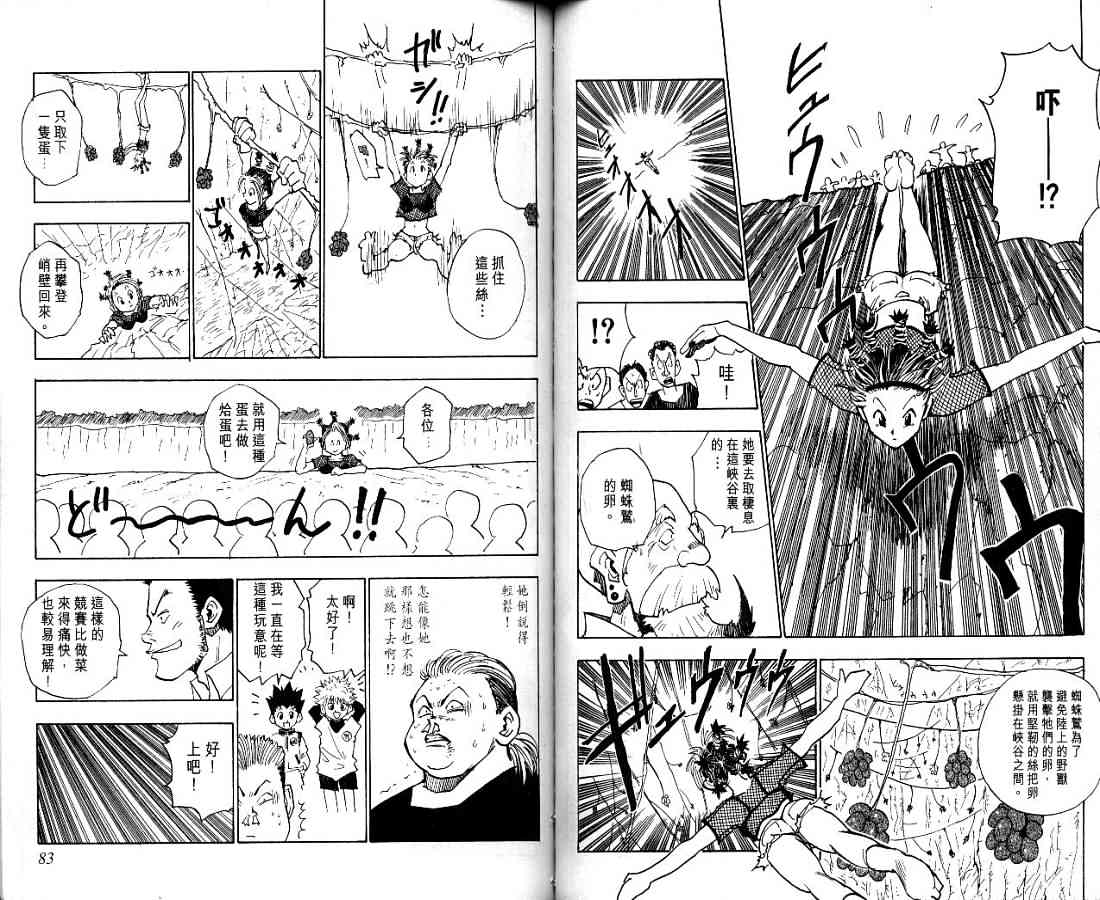 吓——!?
ヒュウウウウウ
哇！
!?
她要去取棲息
在這峽谷裏
的…
蜘蛛鷲
的卵。
蜘蛛鷲為了
避免陸上的野獸
襲擊牠們的卵，
就用堅韌的絲把卵
懸掛在峽谷之間。
ガシ!!
抓住
這些絲…
只取下
一隻蛋…
再攀登
峭壁回來。
各位…
就用這種
蛋去做
烚蛋吧！
ど〜〜〜ん!!
她倒說得
輕鬆！
怎能像她
那樣想也不想
就跳下去啊!?
啊！
太好了！
我一直在等
這種玩意呢！
這樣的
競賽比做菜
來得痛快，
也較易理解！
好！
上吧！
83